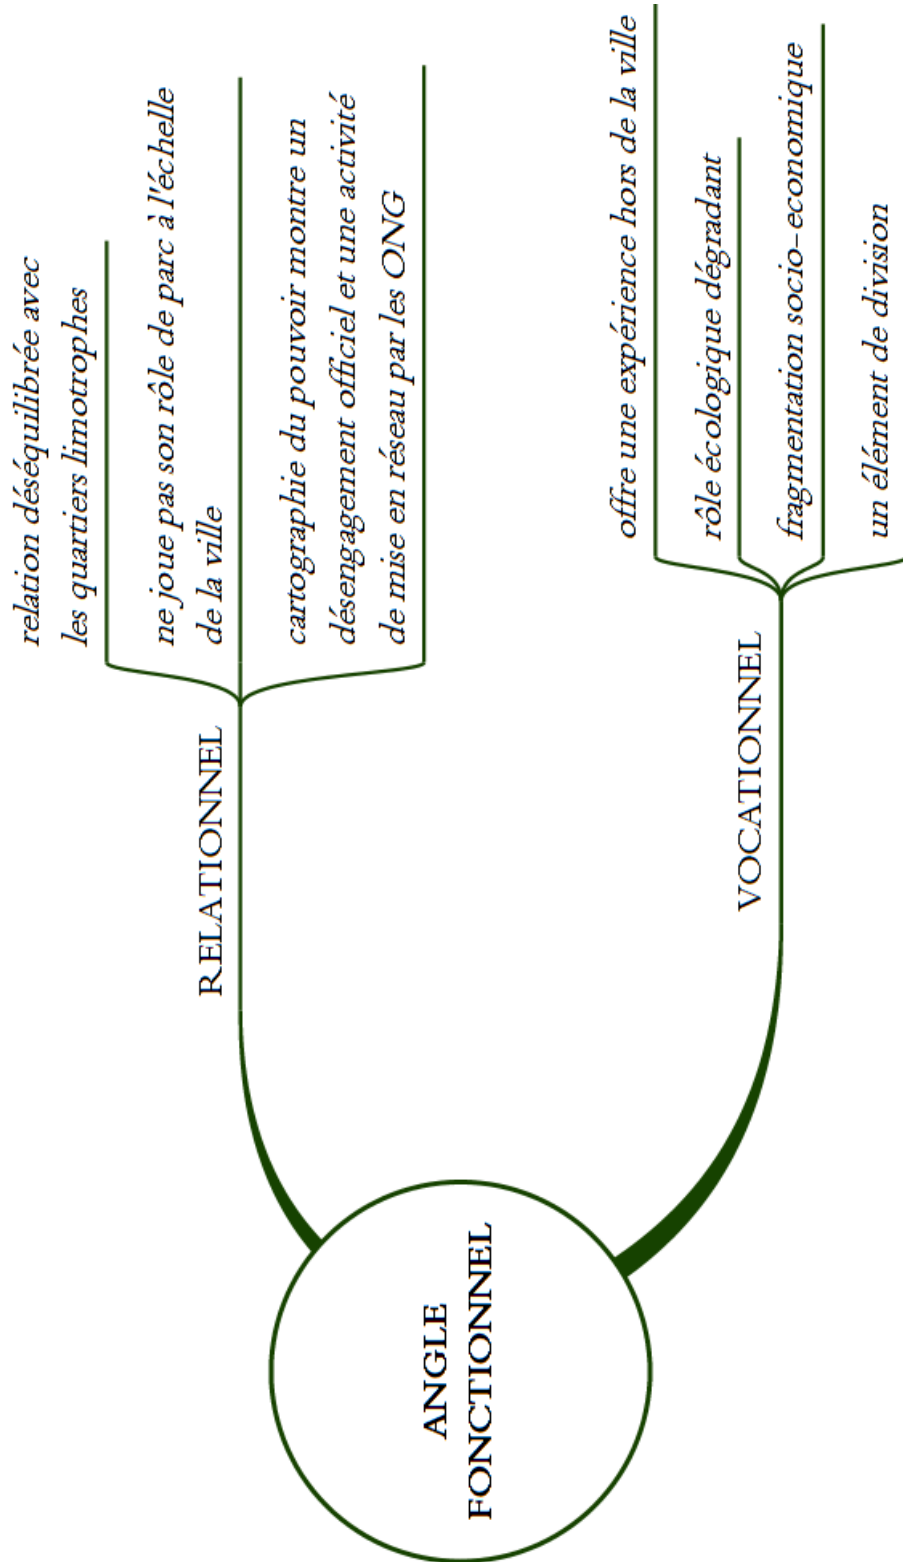 ANGLE
FONCTIONNEL
RELATIONNEL
relation déséquilibrée avec
les quartiers limotrophes
ne joue pas son rôle de parc à l'échelle
de la ville
cartographie du pouvoir montre un
désengagement officiel et une activité
de mise en réseau par les ONG
VOCATIONNEL
offre une expérience hors de la ville
rôle écologique dégradant
fragmentation socio-economique
un élément de division